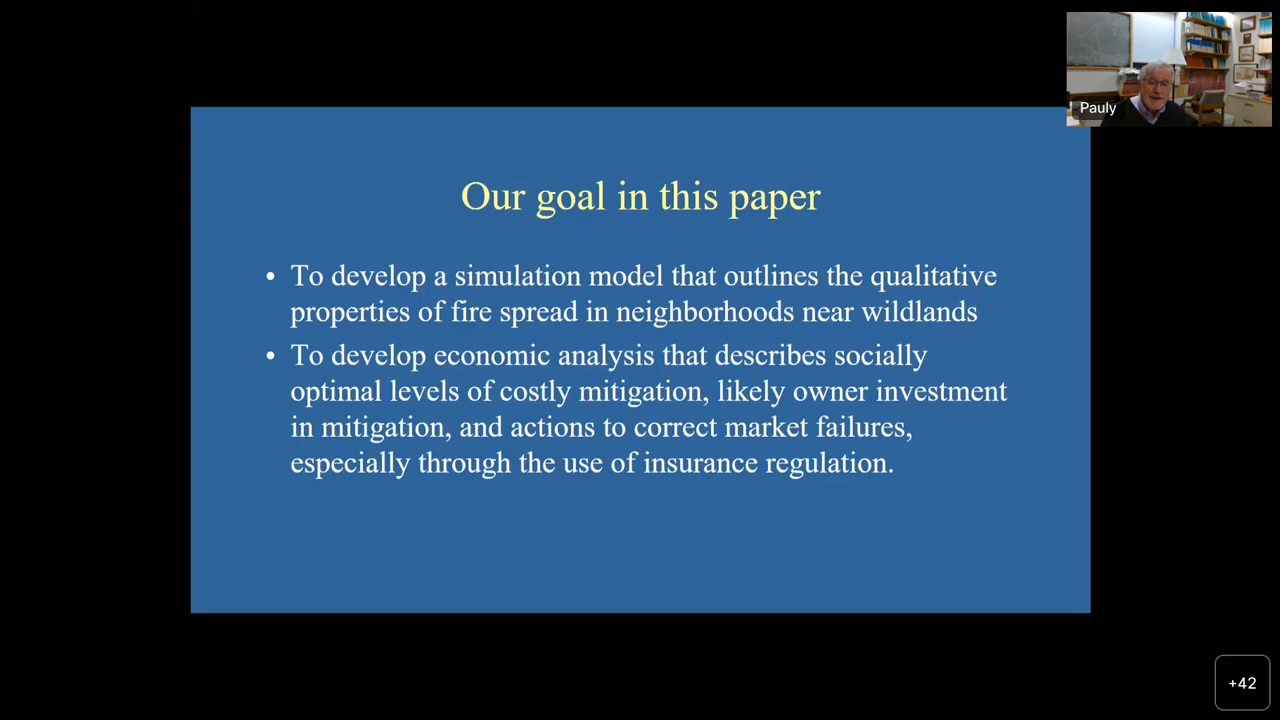 Pauly
Our goal in this paper
• To develop a simulation model that outlines the qualitative
properties of fire spread in neighborhoods near wildlands
• To develop economic analysis that describes socially
optimal levels of costly mitigation, likely owner investment
in mitigation, and actions to correct market failures,
especially through the use of insurance regulation.
+42